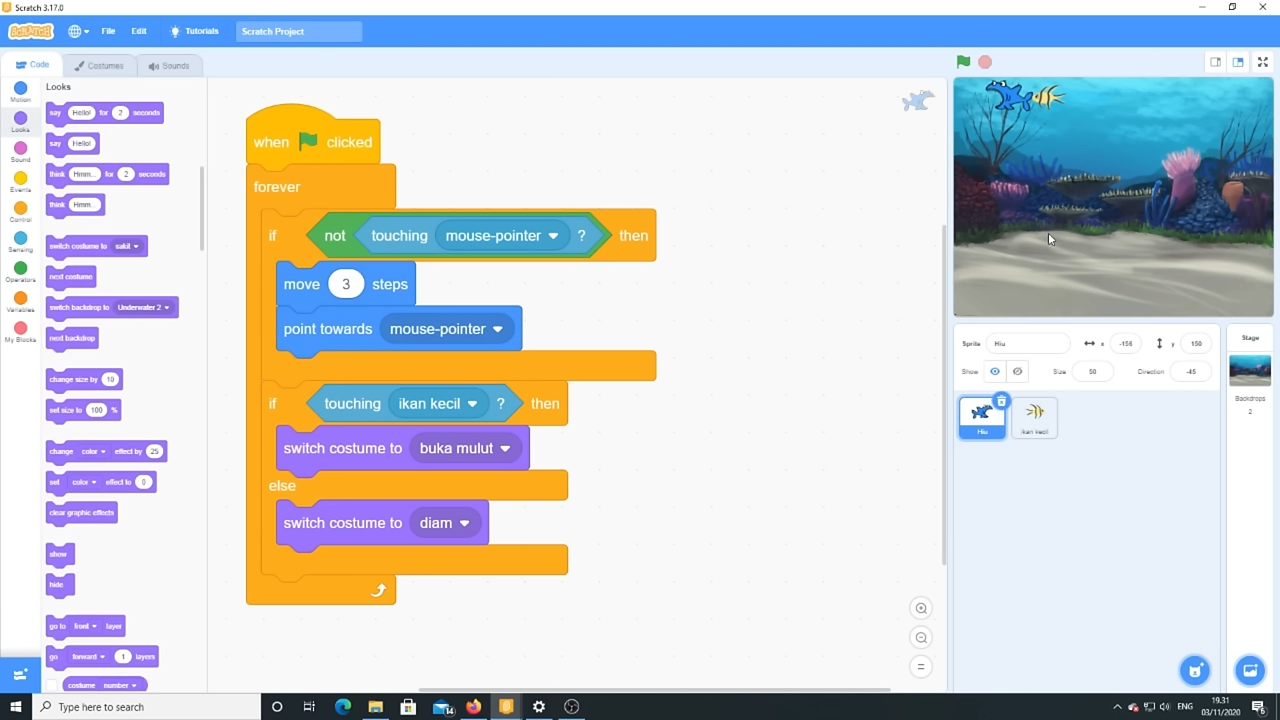 Scratch 3.17.0
SCRATCH File Edit Tutorials Scratch Project
Code Costumes Sounds
Motion
Looks
Sound
Events
Control
Sensing
Operators
Variables
My Blocks
Looks
say Hello! for 2 seconds
say Hello!
think Hmm... for 2 seconds
think Hmm...
switch costume to sakit
next costume
switch backdrop to Underwater 2
next backdrop
change size by 10
set size to 100 %
change color effect by 25
set color effect to 0
clear graphic effects
show
hide
go to front layer
go forward 1 layers
costume number
when clicked
forever
if not touching mouse-pointer ? then
move 3 steps
point towards mouse-pointer
if touching ikan kecil ? then
switch costume to buka mulut
else
switch costume to diam
Sprite Hiu x -156 y 150
Show Size 50 Direction -45
Hiu
ikan kecil
Stage
Backdrops
2
Type here to search
14
ENG
19.31
03/11/2020
6